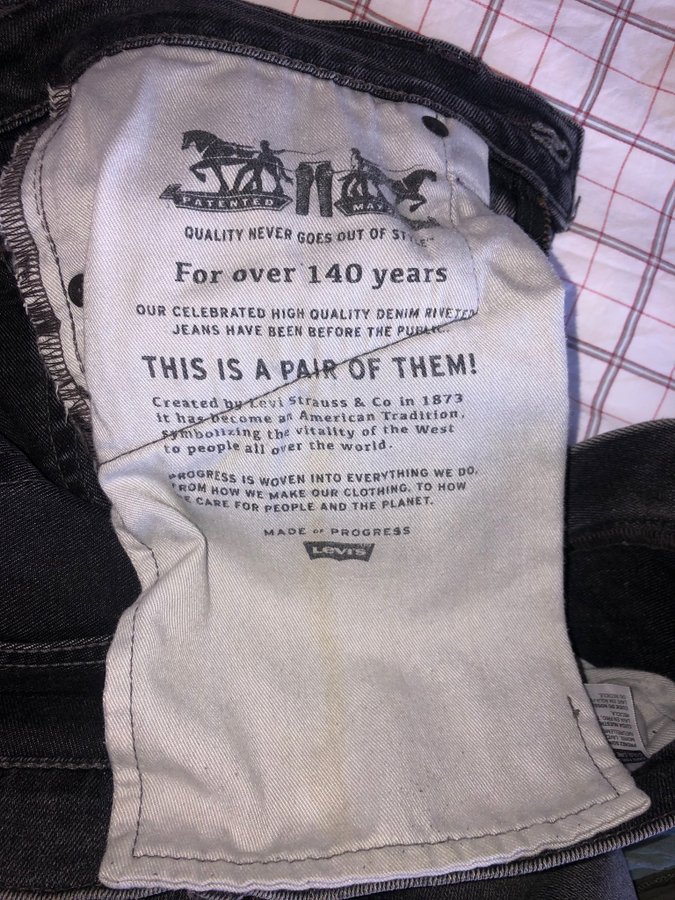 PATENTED
QUALITY NEVER GOES OUT OF STYLE™
For over 140 years
OUR CELEBRATED HIGH QUALITY DENIM RIVETED
JEANS HAVE BEEN BEFORE THE PUBLIC.
THIS IS A PAIR OF THEM!
Created by Levi Strauss & Co in 1873
it has become an American Tradition,
symbolizing the vitality of the West
to people all over the world.
PROGRESS IS WOVEN INTO EVERYTHING WE DO,
FROM HOW WE MAKE OUR CLOTHING, TO HOW
WE CARE FOR PEOPLE AND THE PLANET.
MADE OF PROGRESS
Levi's